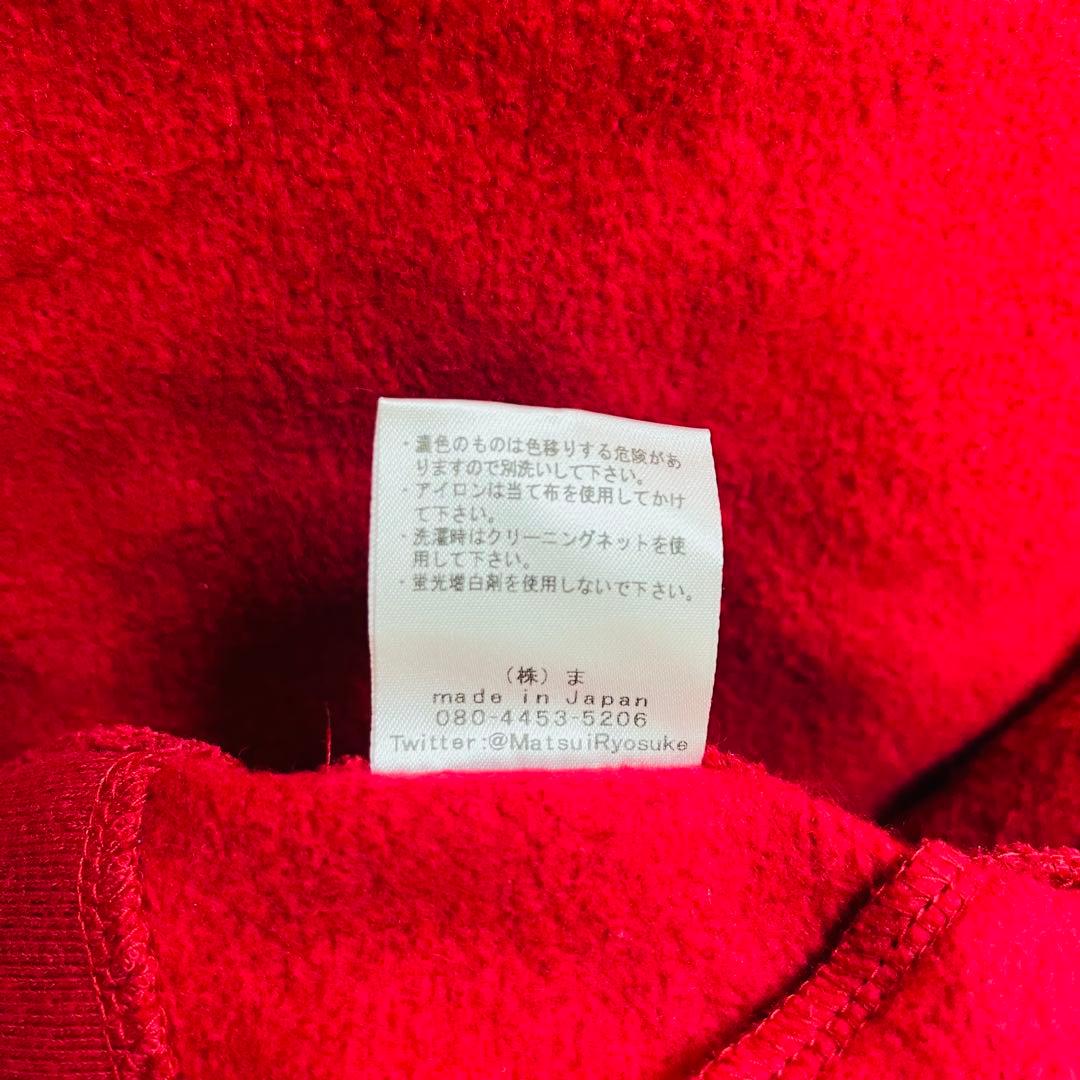 ・濃色のものは色移りする危険があ
りますので別洗いして下さい。
・アイロンは当て布を使用してかけ
て下さい。
・洗濯時はクリーニングネットを使
用して下さい。
・蛍光増白剤を使用しないで下さい。
（株）ま
made in Japan
080-4453-5206
Twitter:@MatsuiRyosuke